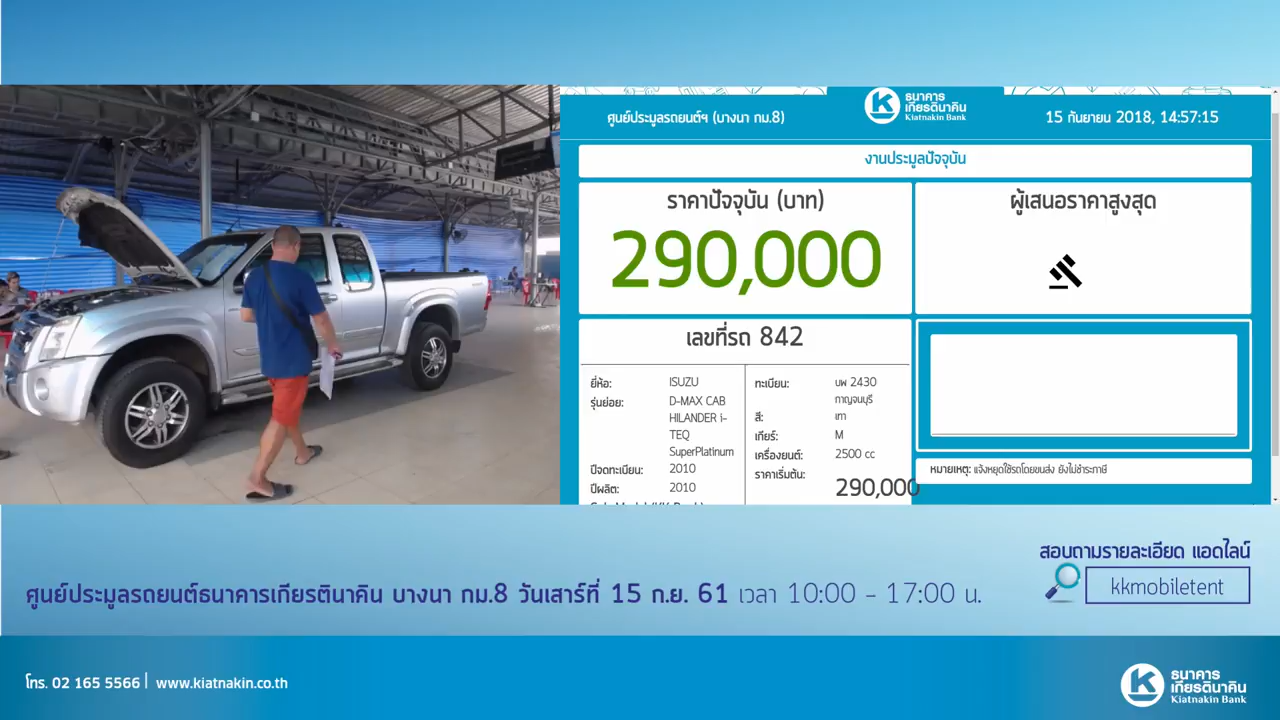 ศูนย์ประมูลรถยนต์ฯ (บางนา กม.8)
ธนาคาร
เกียรตินาคิน
Kiatnakin Bank
15 กันยายน 2018, 14:57:15
งานประมูลปัจจุบัน
ราคาปัจจุบัน (บาท)
290,000
ผู้เสนอราคาสูงสุด
เลขที่รถ 842
ยี่ห้อ: ISUZU
รุ่นย่อย: D-MAX CAB
HILANDER i-
TEQ
SuperPlatinum
ปีจดทะเบียน: 2010
ปีผลิต: 2010
ทะเบียน: บพ 2430
กาญจนบุรี
สี: เทา
เกียร์: M
เครื่องยนต์: 2500 cc
ราคาเริ่มต้น:
290,000
หมายเหตุ: แจ้งหยุดใช้รถโดยขนส่ง ยังไม่ชำระภาษี
สอบถามรายละเอียด แอดไลน์
kkmobiletent
ศูนย์ประมูลรถยนต์ธนาคารเกียรตินาคิน บางนา กม.8 วันเสาร์ที่ 15 ก.ย. 61 เวลา 10:00 - 17:00 น.
โทร. 02 165 5566 | www.kiatnakin.co.th
ธนาคาร
เกียรตินาคิน
Kiatnakin Bank